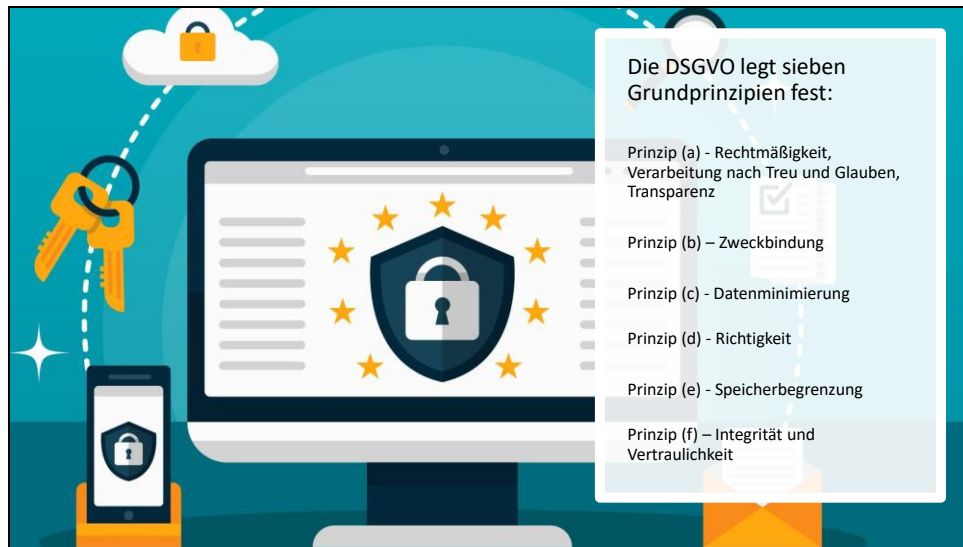 Die DSGVO legt sieben
Grundprinzipien fest:
Prinzip (a) - Rechtmäßigkeit,
Verarbeitung nach Treu und Glauben,
Transparenz
Prinzip (b) – Zweckbindung
Prinzip (c) - Datenminimierung
Prinzip (d) - Richtigkeit
Prinzip (e) - Speicherbegrenzung
Prinzip (f) – Integrität und
Vertraulichkeit